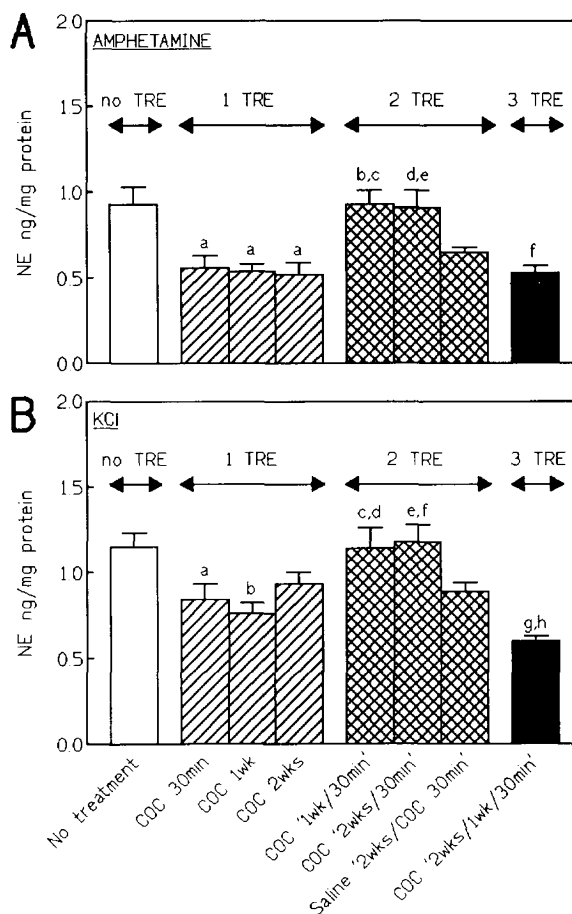 A
AMPHETAMINE
no TRE 1 TRE 2 TRE 3 TRE
NE ng/mg protein
2.0
1.5
1.0
0.5
0.0
a a a b,c d,e f
B
KCl
no TRE 1 TRE 2 TRE 3 TRE
NE ng/mg protein
2.0
1.5
1.0
0.5
0.0
a b c,d e,f g,h
No treatment
COC 30min
COC 1wk
COC 2wks
COC '1wk/30min'
COC '2wks/30min'
Saline '2wks/COC 30min'
COC '2wks/1wk/30min'